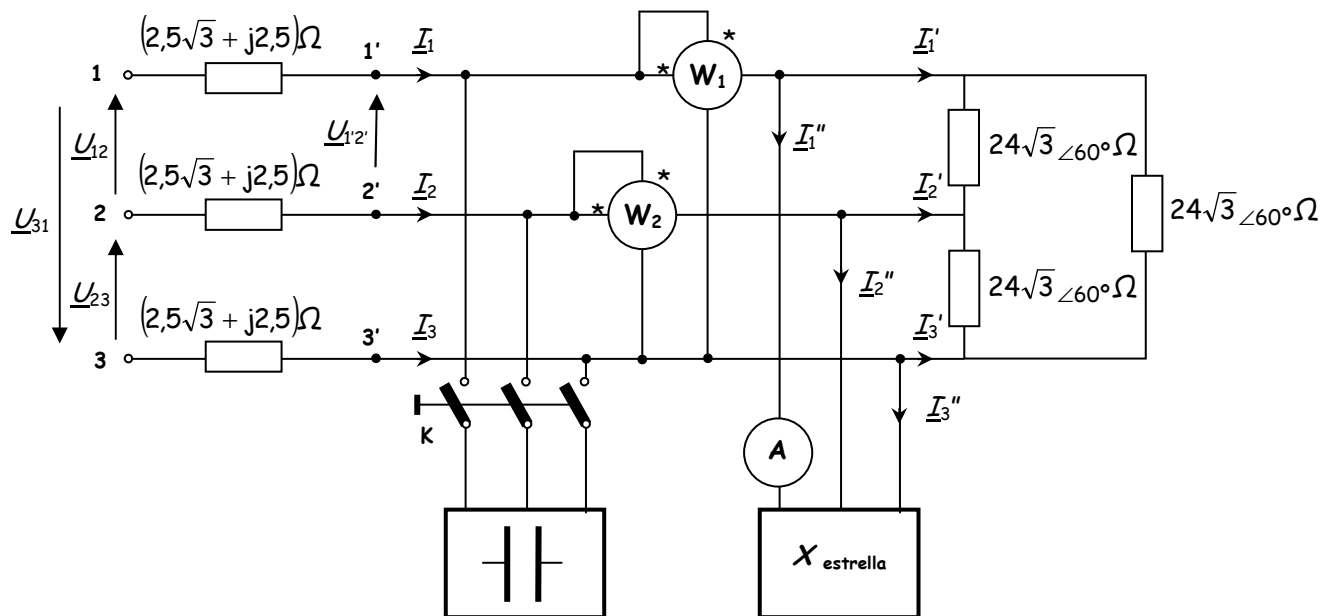 (2,5√3 + j2,5)Ω
1 1' I1 * * W1 I1'
U12 U1'2' I1" 24√3 ∠60° Ω
(2,5√3 + j2,5)Ω
2 2' I2 * * W2 I2' 24√3 ∠60° Ω
U31
U23 I2" 24√3 ∠60° Ω
(2,5√3 + j2,5)Ω
3 3' I3 I3'
I3"
K
A
X estrella